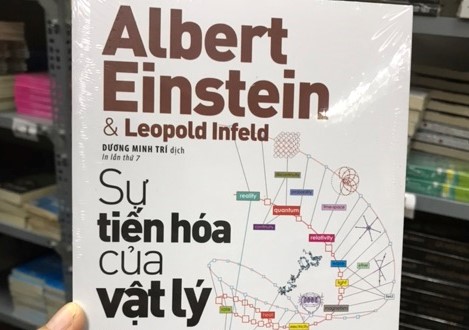 Albert
Einstein
& Leopold Infeld
DƯƠNG MINH TRÍ dịch
In lần thứ 7
Sự
tiến hóa
của
vật lý
reality
quantum
relativity
light